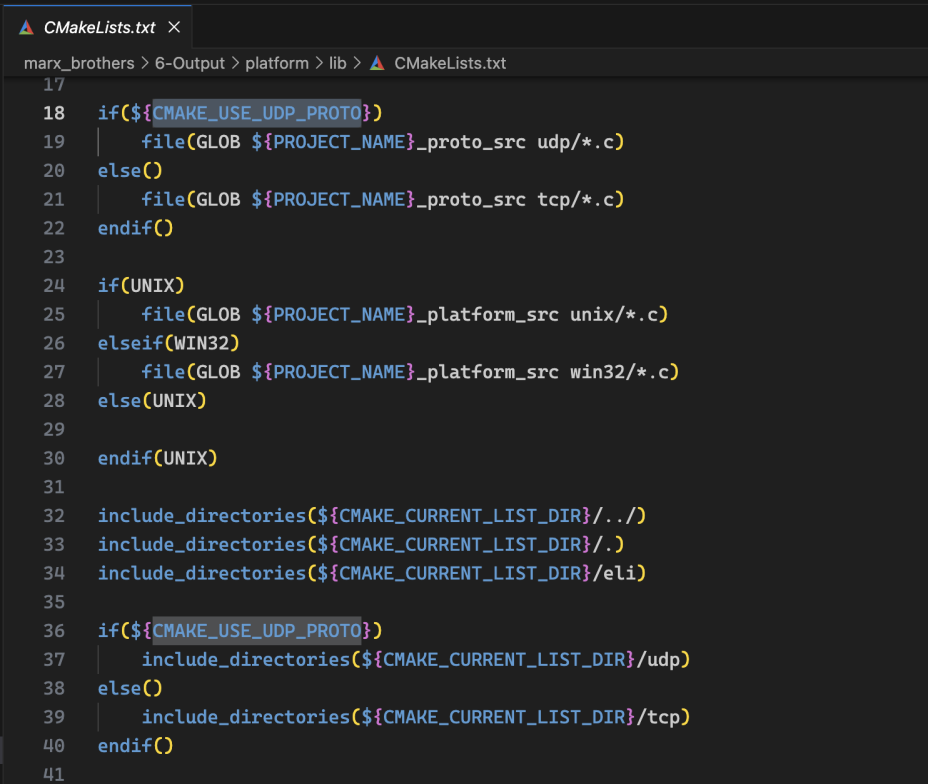 CMakeLists.txt ×
marx_brothers > 6-Output > platform > lib > CMakeLists.txt
17
18 if(${CMAKE_USE_UDP_PROTO})
19     file(GLOB ${PROJECT_NAME}_proto_src udp/*.c)
20 else()
21     file(GLOB ${PROJECT_NAME}_proto_src tcp/*.c)
22 endif()
23
24 if(UNIX)
25     file(GLOB ${PROJECT_NAME}_platform_src unix/*.c)
26 elseif(WIN32)
27     file(GLOB ${PROJECT_NAME}_platform_src win32/*.c)
28 else(UNIX)
29
30 endif(UNIX)
31
32 include_directories(${CMAKE_CURRENT_LIST_DIR}/../)
33 include_directories(${CMAKE_CURRENT_LIST_DIR}/.)
34 include_directories(${CMAKE_CURRENT_LIST_DIR}/eli)
35
36 if(${CMAKE_USE_UDP_PROTO})
37     include_directories(${CMAKE_CURRENT_LIST_DIR}/udp)
38 else()
39     include_directories(${CMAKE_CURRENT_LIST_DIR}/tcp)
40 endif()
41